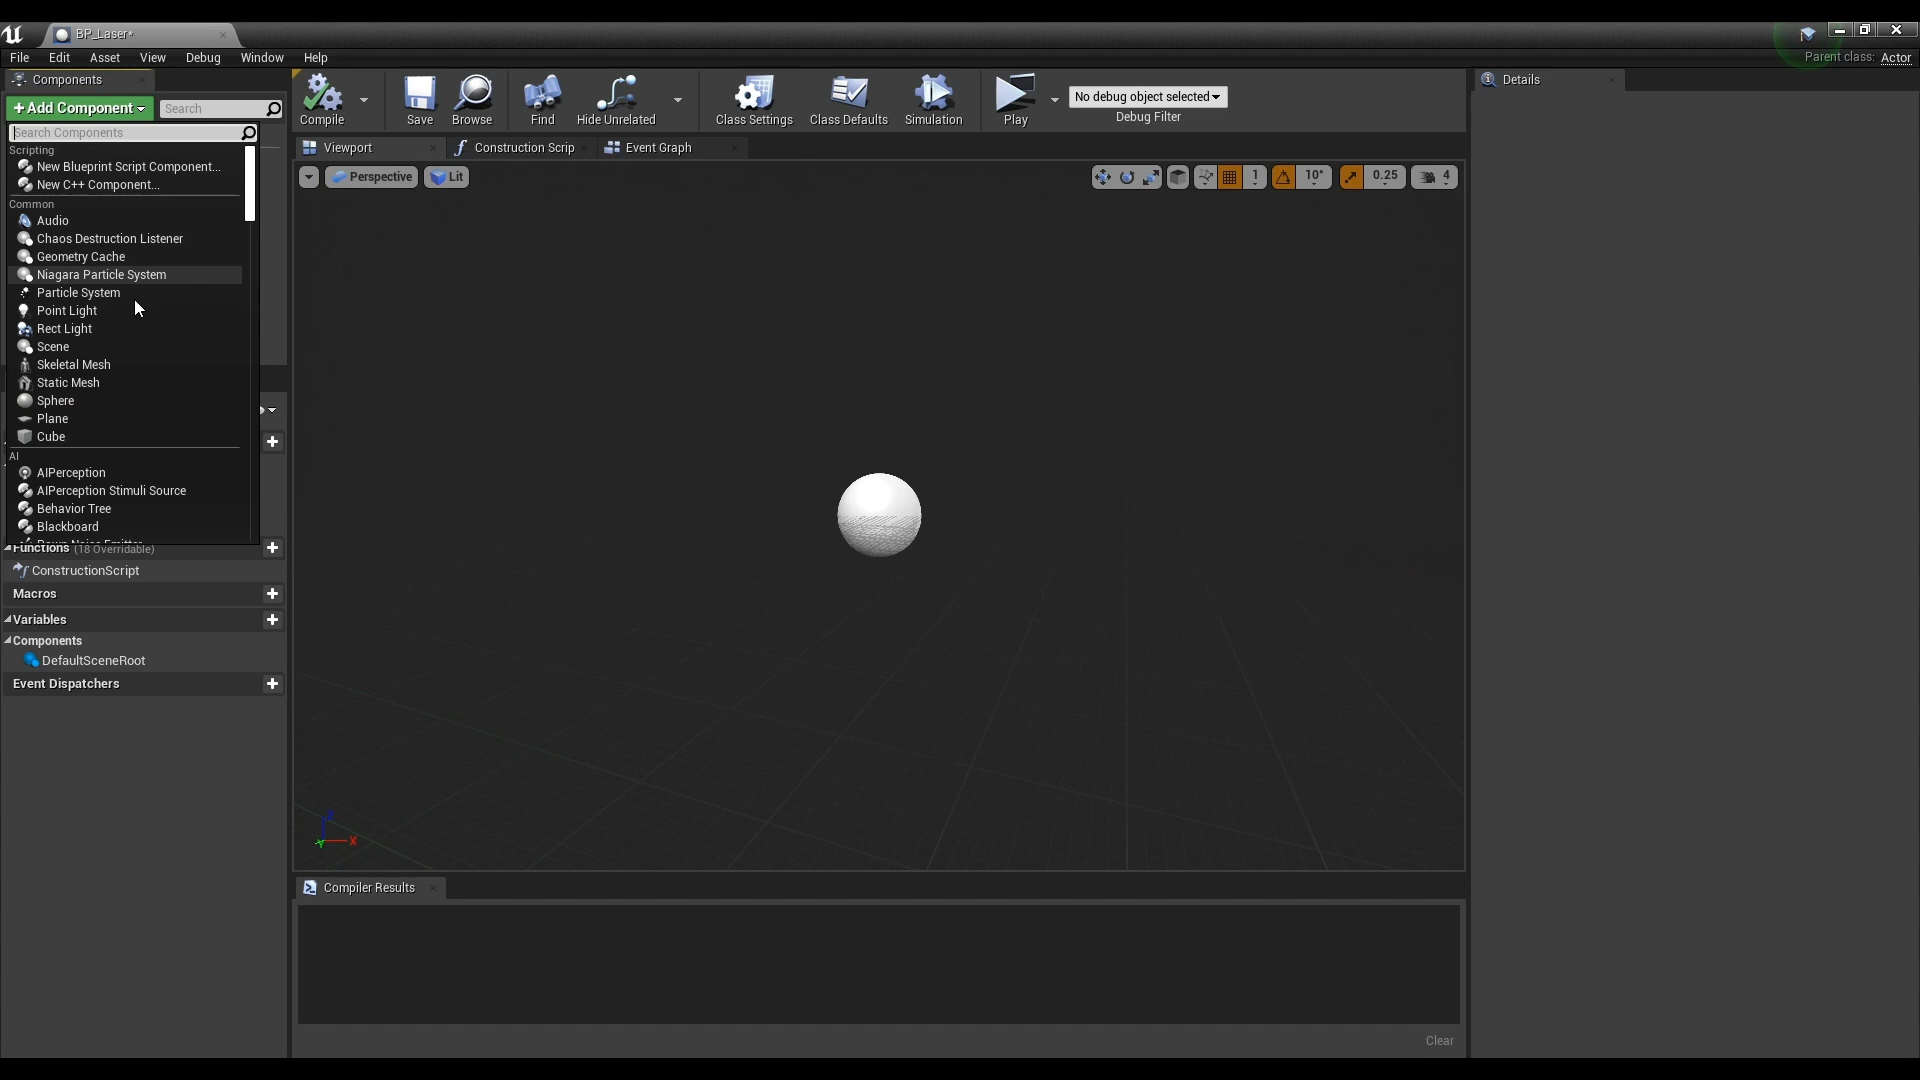 BP_Laser*
File Edit Asset View Debug Window Help
Parent class: Actor
Components
+Add Component
Search
Search Components
Scripting
New Blueprint Script Component...
New C++ Component...
Common
Audio
Chaos Destruction Listener
Geometry Cache
Niagara Particle System
Particle System
Point Light
Rect Light
Scene
Skeletal Mesh
Static Mesh
Sphere
Plane
Cube
AI
AIPerception
AIPerception Stimuli Source
Behavior Tree
Blackboard
Functions (18 Overridable)
ConstructionScript
Macros
Variables
Components
DefaultSceneRoot
Event Dispatchers
Compile Save Browse Find Hide Unrelated Class Settings Class Defaults Simulation Play
No debug object selected
Debug Filter
Viewport Construction Scrip Event Graph
Perspective Lit
1 10° 0.25 4
Z
Y X
Compiler Results
Clear
Details